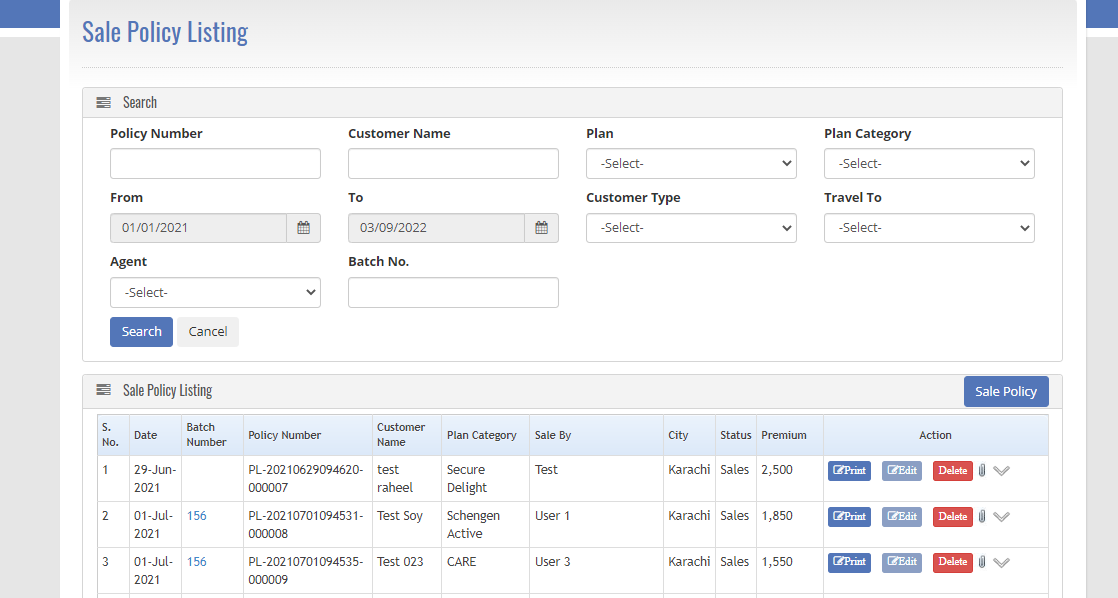 Sale Policy Listing
Search
Policy Number Customer Name Plan Plan Category
-Select- -Select-
From To Customer Type Travel To
01/01/2021 03/09/2022 -Select- -Select-
Agent Batch No.
-Select-
Search Cancel
Sale Policy Listing Sale Policy
S. No. Date Batch Number Policy Number Customer Name Plan Category Sale By City Status Premium Action
1 29-Jun-2021 PL-20210629094620-000007 test raheel Secure Delight Test Karachi Sales 2,500 Print Edit Delete
2 01-Jul-2021 156 PL-20210701094531-000008 Test Soy Schengen Active User 1 Karachi Sales 1,850 Print Edit Delete
3 01-Jul-2021 156 PL-20210701094535-000009 Test 023 CARE User 3 Karachi Sales 1,550 Print Edit Delete